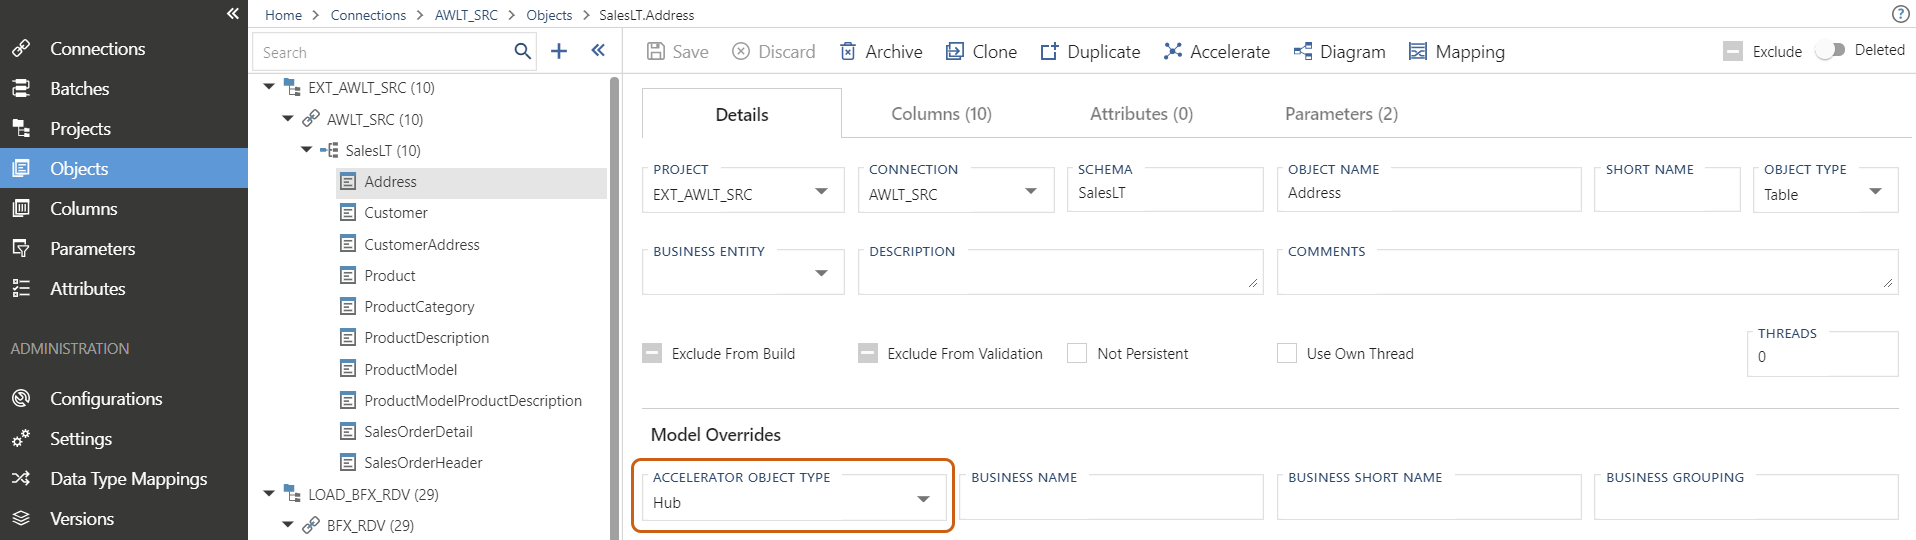 Home > Connections > AWLT_SRC > Objects > SalesLT.Address
Connections
Batches
Projects
Objects
Columns
Parameters
Attributes
ADMINISTRATION
Configurations
Settings
Data Type Mappings
Versions
Search
EXT_AWLT_SRC (10)
AWLT_SRC (10)
SalesLT (10)
Address
Customer
CustomerAddress
Product
ProductCategory
ProductDescription
ProductModel
ProductModelProductDescription
SalesOrderDetail
SalesOrderHeader
LOAD_BFX_RDV (29)
BFX_RDV (29)
Save Discard Archive Clone Duplicate Accelerate Diagram Mapping Exclude Deleted
Details Columns (10) Attributes (0) Parameters (2)
PROJECT CONNECTION SCHEMA OBJECT NAME SHORT NAME OBJECT TYPE
EXT_AWLT_SRC AWLT_SRC SalesLT Address Table
BUSINESS ENTITY DESCRIPTION COMMENTS
Exclude From Build Exclude From Validation Not Persistent Use Own Thread
THREADS
0
Model Overrides
ACCELERATOR OBJECT TYPE BUSINESS NAME BUSINESS SHORT NAME BUSINESS GROUPING
Hub